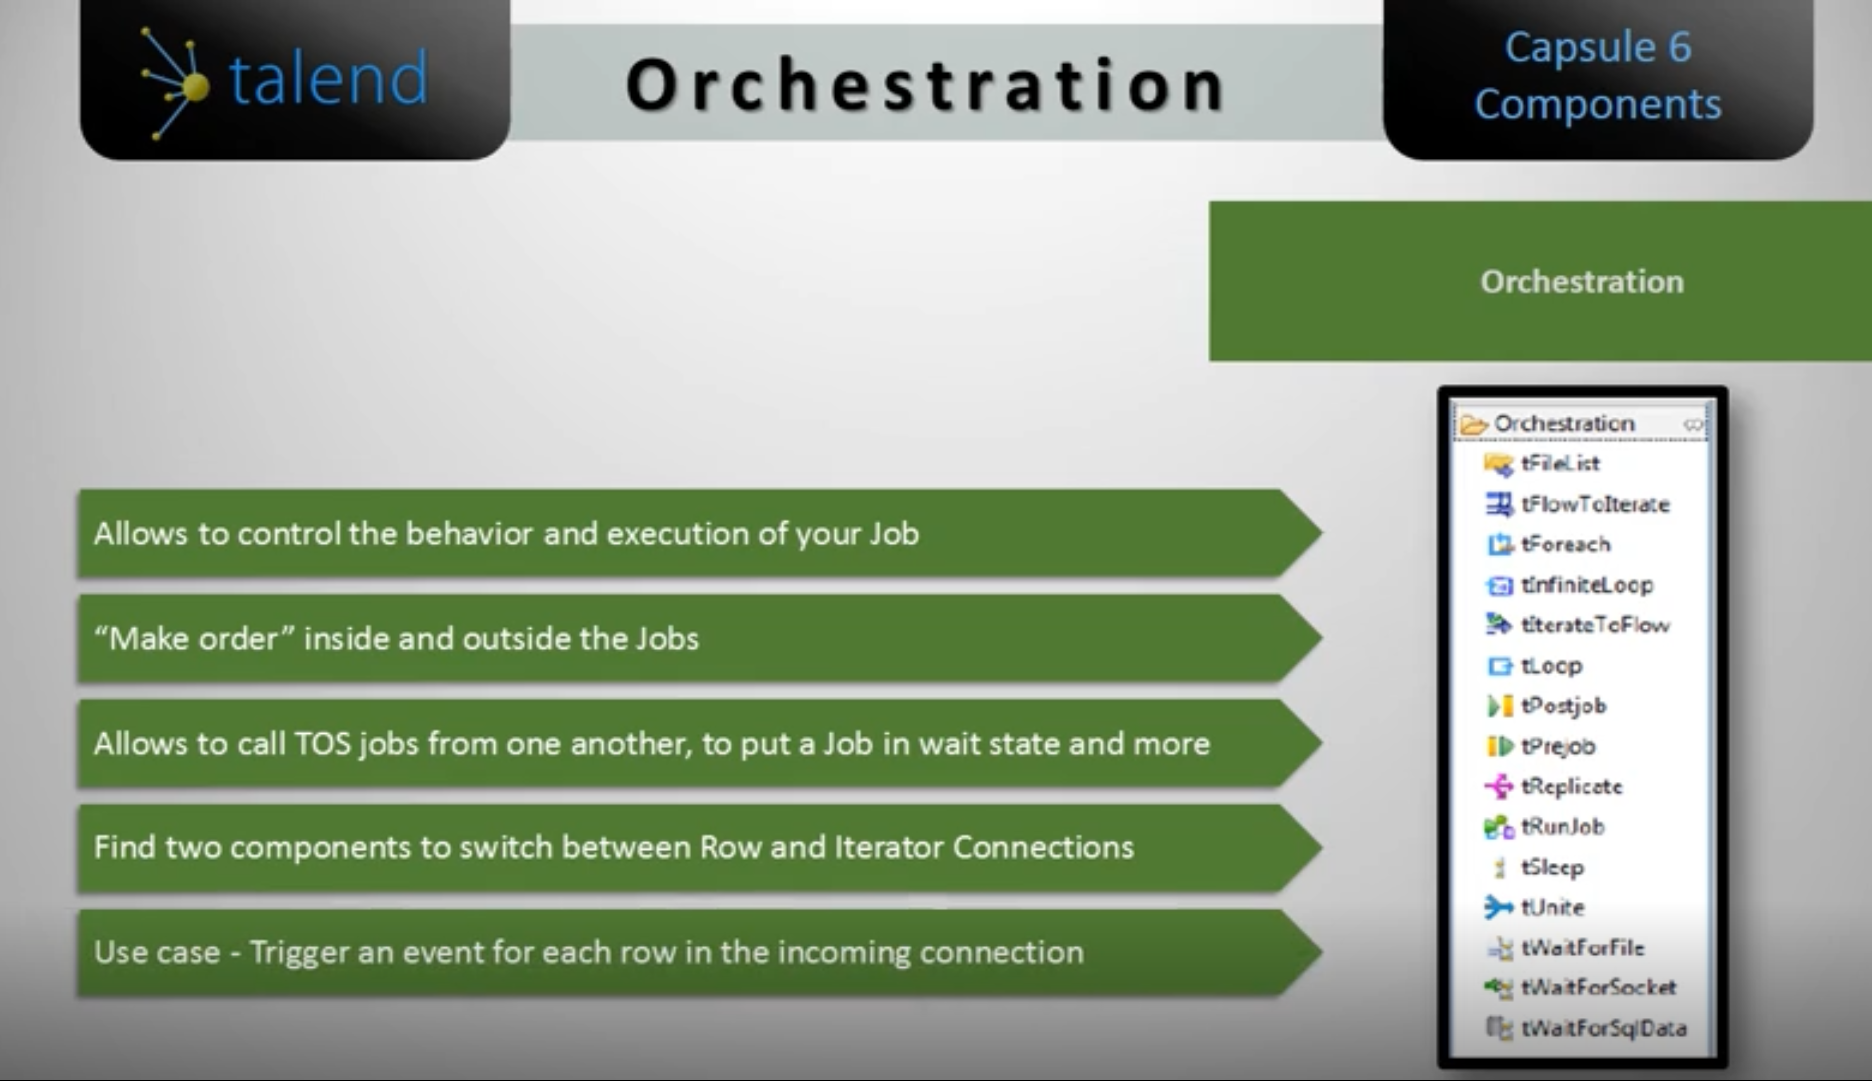 talend
Orchestration
Capsule 6
Components
Orchestration
Allows to control the behavior and execution of your Job
“Make order” inside and outside the Jobs
Allows to call TOS jobs from one another, to put a Job in wait state and more
Find two components to switch between Row and Iterator Connections
Use case - Trigger an event for each row in the incoming connection
Orchestration
tFileList
tFlowToIterate
tForeach
tInfiniteLoop
tIterateToFlow
tLoop
tPostjob
tPrejob
tReplicate
tRunJob
tSleep
tUnite
tWaitForFile
tWaitForSocket
tWaitForSqlData